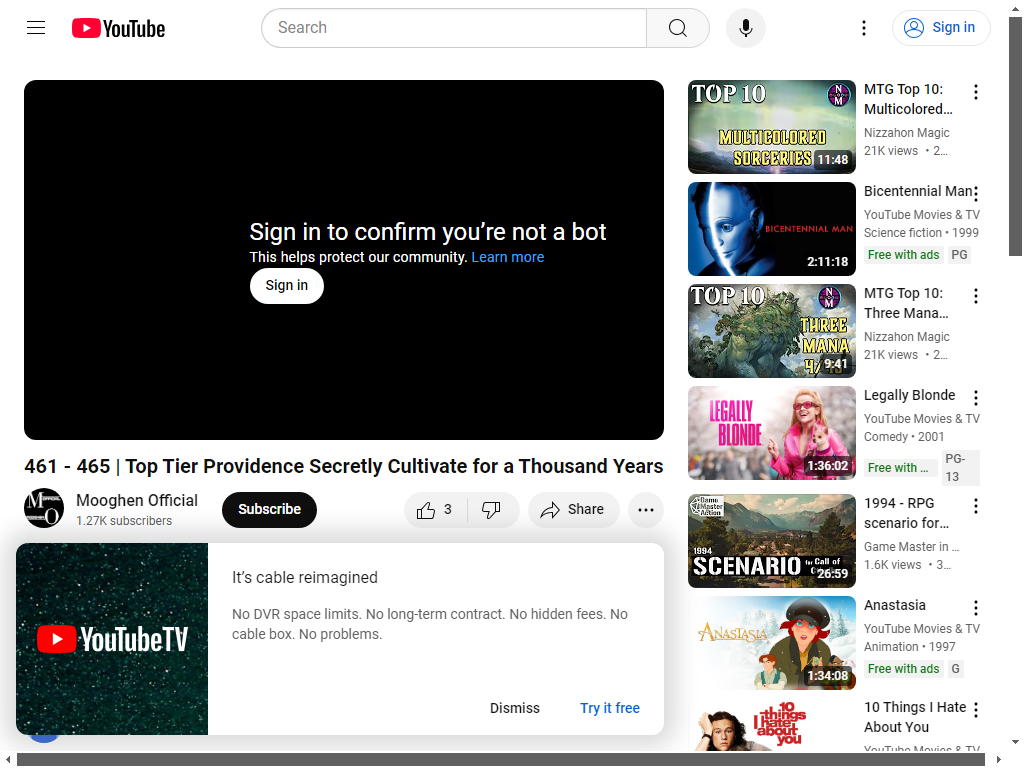 YouTube
Search
Sign in
Sign in to confirm you’re not a bot
This helps protect our community. Learn more
Sign in
461 - 465 | Top Tier Providence Secretly Cultivate for a Thousand Years
Mooghen Official
1.27K subscribers
Subscribe
3
Share
YouTubeTV
It’s cable reimagined
No DVR space limits. No long-term contract. No hidden fees. No
cable box. No problems.
Dismiss
Try it free
TOP 10
N
M
MULTICOLORED
SORCERIES
11:48
MTG Top 10:
Multicolored…
Nizzahon Magic
21K views • 2…
BICENTENNIAL MAN
2:11:18
Bicentennial Man
YouTube Movies & TV
Science fiction • 1999
Free with ads
PG
TOP 10
N
M
THREE
MANA
9:41
MTG Top 10:
Three Mana…
Nizzahon Magic
21K views • 2…
LEGALLY
BLONDE
1:36:02
Legally Blonde
YouTube Movies & TV
Comedy • 2001
Free with …
PG-
13
Game
Master
Action
1994
SCENARIO for Call of
26:59
1994 - RPG
scenario for…
Game Master in …
1.6K views • 3…
ANASTASIA
1:34:08
Anastasia
YouTube Movies & TV
Animation • 1997
Free with ads
G
10
things
I hate
about
you
10 Things I Hate
About You
YouTube Movies & TV